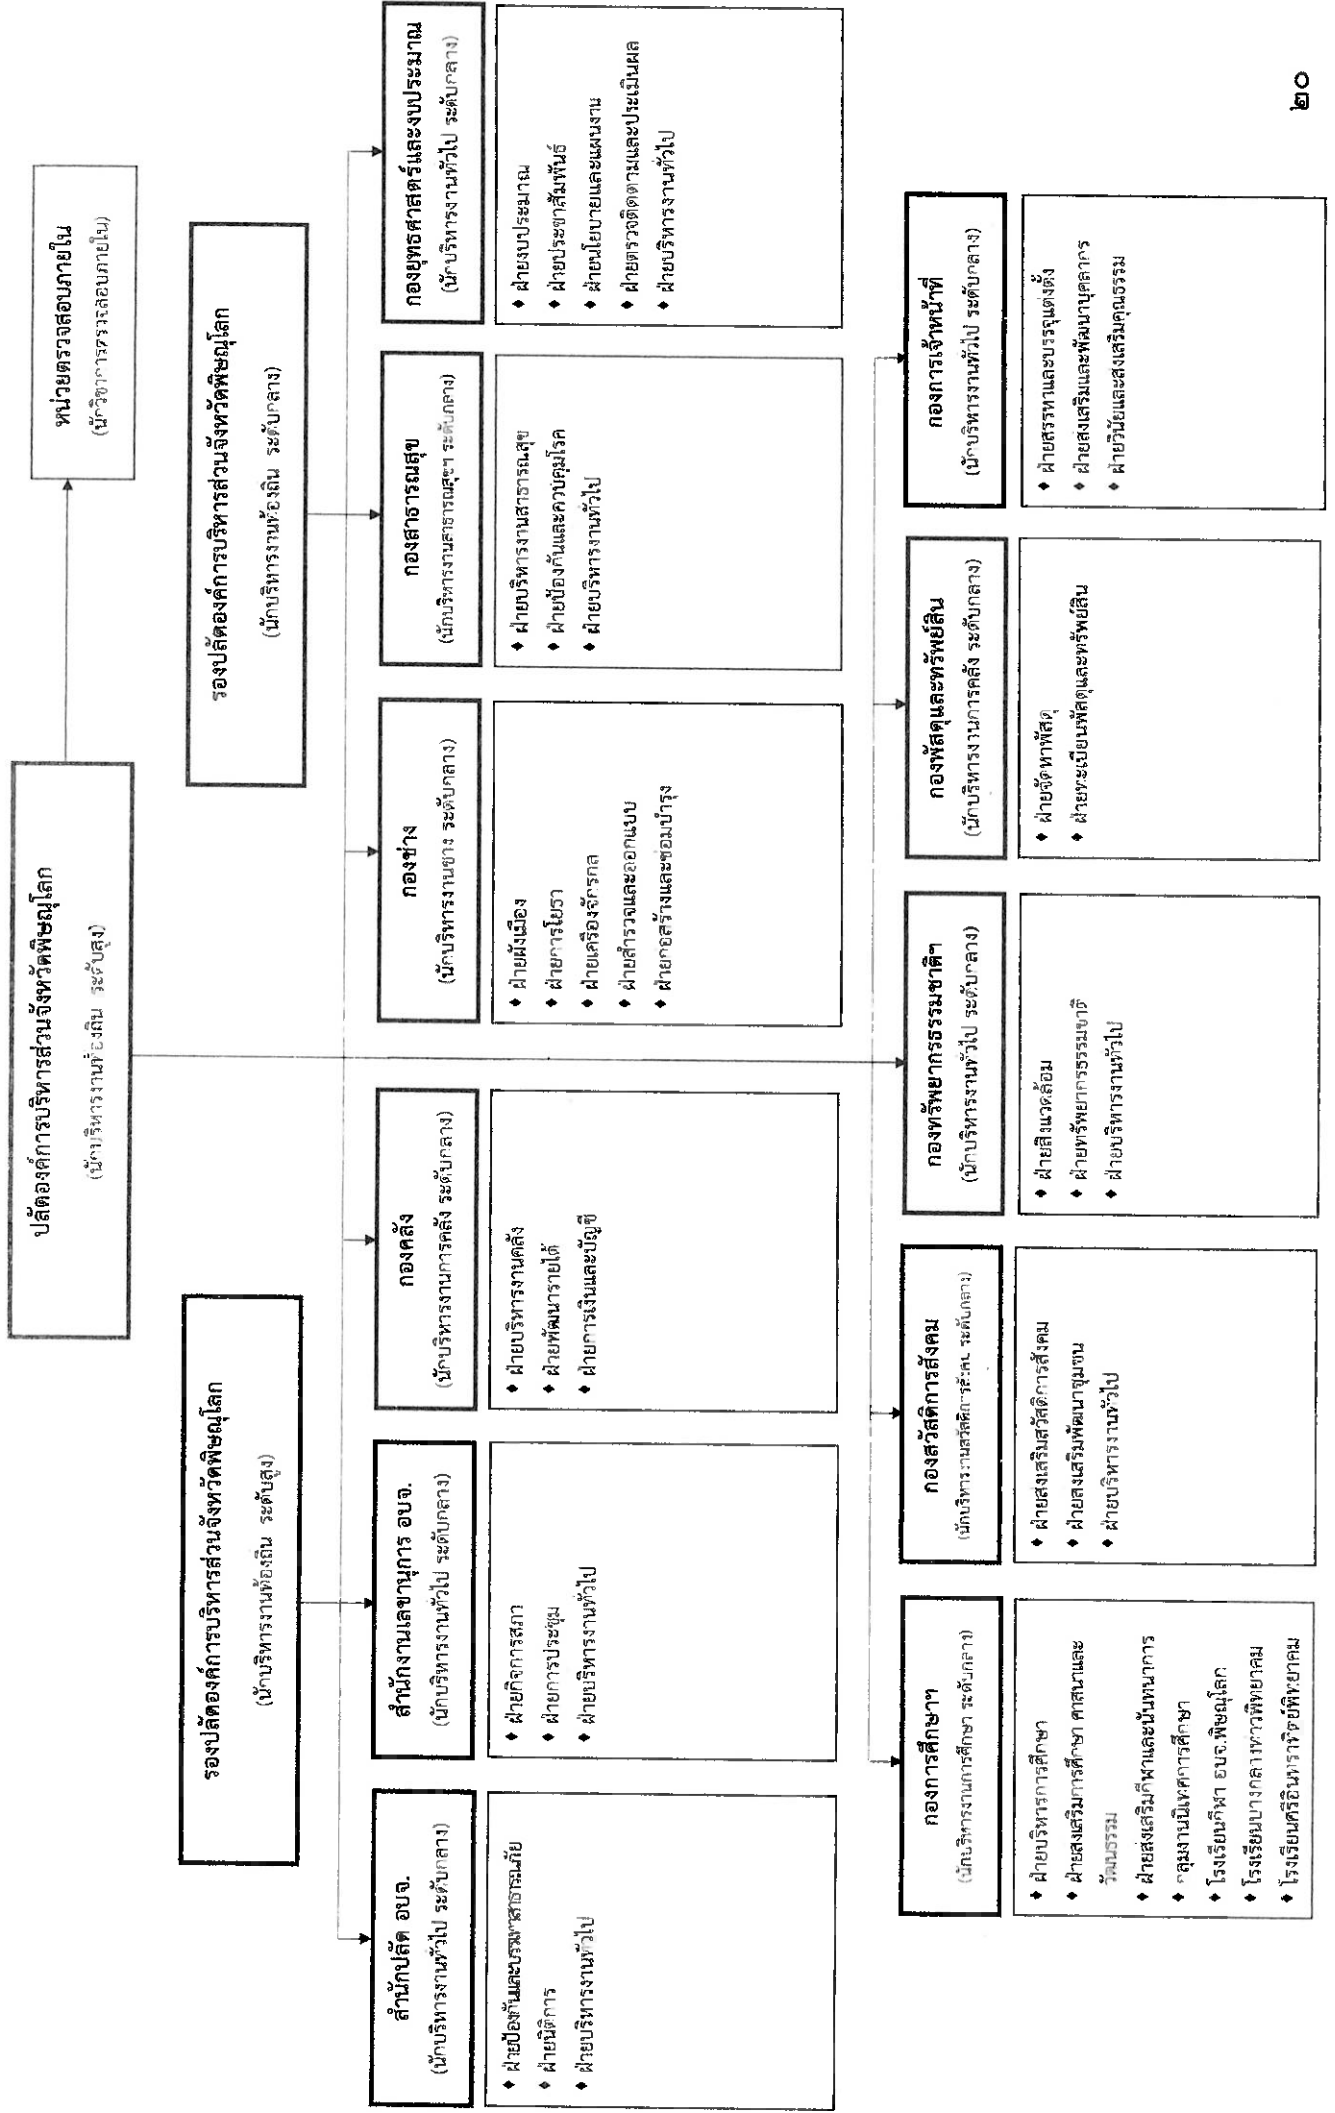 ปลัดองค์การบริหารส่วนจังหวัดพิษณุโลก
(นักบริหารงานท้องถิ่น ระดับสูง)
หน่วยตรวจสอบภายใน
(นักวิชาการตรวจสอบภายใน)
รองปลัดองค์การบริหารส่วนจังหวัดพิษณุโลก
(นักบริหารงานท้องถิ่น ระดับสูง)
รองปลัดองค์การบริหารส่วนจังหวัดพิษณุโลก
(นักบริหารงานท้องถิ่น ระดับกลาง)
สำนักปลัด อบจ.
(นักบริหารงานทั่วไป ระดับกลาง)
♦ ฝ่ายป้องกันและบรรเทาสาธารณภัย
♦ ฝ่ายนิติการ
♦ ฝ่ายบริหารงานทั่วไป
สำนักงานเลขานุการ อบจ.
(นักบริหารงานทั่วไป ระดับกลาง)
♦ ฝ่ายกิจการสภา
♦ ฝ่ายการประชุม
♦ ฝ่ายบริหารงานทั่วไป
กองคลัง
(นักบริหารงานการคลัง ระดับกลาง)
♦ ฝ่ายบริหารงานคลัง
♦ ฝ่ายพัฒนารายได้
♦ ฝ่ายการเงินและบัญชี
กองช่าง
(นักบริหารงานช่าง ระดับกลาง)
♦ ฝ่ายผังเมือง
♦ ฝ่ายการโยธา
♦ ฝ่ายเครื่องจักรกล
♦ ฝ่ายสำรวจและออกแบบ
♦ ฝ่ายก่อสร้างและซ่อมบำรุง
กองสาธารณสุข
(นักบริหารงานสาธารณสุขฯ ระดับกลาง)
♦ ฝ่ายบริหารงานสาธารณสุข
♦ ฝ่ายป้องกันและควบคุมโรค
♦ ฝ่ายบริหารงานทั่วไป
กองยุทธศาสตร์และงบประมาณ
(นักบริหารงานทั่วไป ระดับกลาง)
♦ ฝ่ายงบประมาณ
♦ ฝ่ายประชาสัมพันธ์
♦ ฝ่ายนโยบายและแผนงาน
♦ ฝ่ายตรวจติดตามและประเมินผล
♦ ฝ่ายบริหารงานทั่วไป
กองการศึกษาฯ
(นักบริหารงานการศึกษา ระดับกลาง)
♦ ฝ่ายบริหารการศึกษา
♦ ฝ่ายส่งเสริมการศึกษา ศาสนาและ
วัฒนธรรม
♦ ฝ่ายส่งเสริมกีฬาและนันทนาการ
♦ กลุ่มงานนิเทศการศึกษา
♦ โรงเรียนกีฬา อบจ.พิษณุโลก
♦ โรงเรียนบางกลางท่าวพิทยาคม
♦ โรงเรียนศรีอินทราทิตย์พิทยาคม
กองสวัสดิการสังคม
(นักบริหารงานสวัสดิการสังคม ระดับกลาง)
♦ ฝ่ายส่งเสริมสวัสดิการสังคม
♦ ฝ่ายส่งเสริมพัฒนาชุมชน
♦ ฝ่ายบริหารงานทั่วไป
กองทรัพยากรธรรมชาติฯ
(นักบริหารงานทั่วไป ระดับกลาง)
♦ ฝ่ายสิ่งแวดล้อม
♦ ฝ่ายทรัพยากรธรรมชาติ
♦ ฝ่ายบริหารงานทั่วไป
กองพัสดุและทรัพย์สิน
(นักบริหารงานการคลัง ระดับกลาง)
♦ ฝ่ายจัดหาพัสดุ
♦ ฝ่ายทะเบียนพัสดุและทรัพย์สิน
กองการเจ้าหน้าที่
(นักบริหารงานทั่วไป ระดับกลาง)
♦ ฝ่ายสรรหาและบรรจุแต่งตั้ง
♦ ฝ่ายส่งเสริมและพัฒนาบุคลากร
♦ ฝ่ายวินัยและส่งเสริมคุณธรรม
๒๐